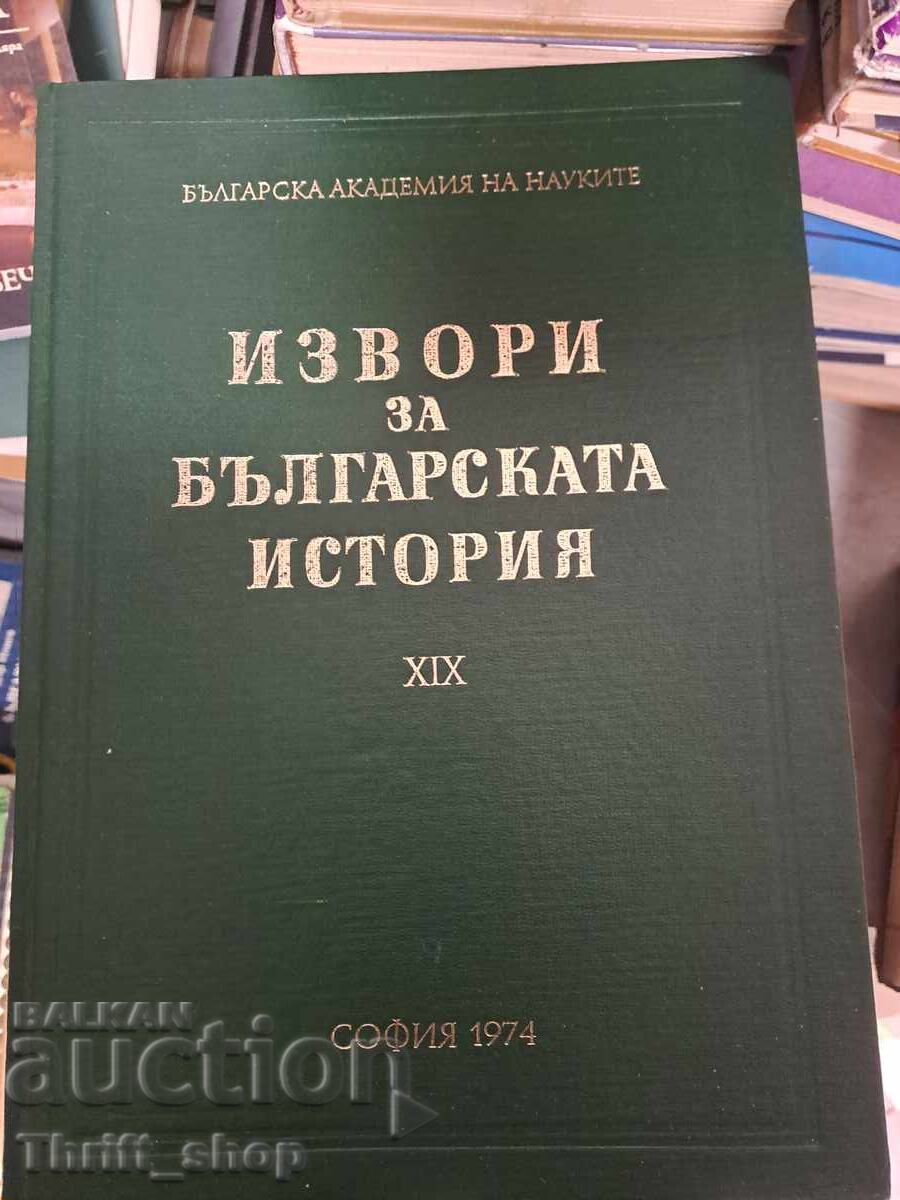 БЪЛГАРСКА АКАДЕМИЯ НА НАУКИТЕ
ИЗВОРИ
ЗА
БЪЛГАРСКАТА
ИСТОРИЯ
XIX
СОФИЯ 1974
BALKAN
auction
Thrift_shop